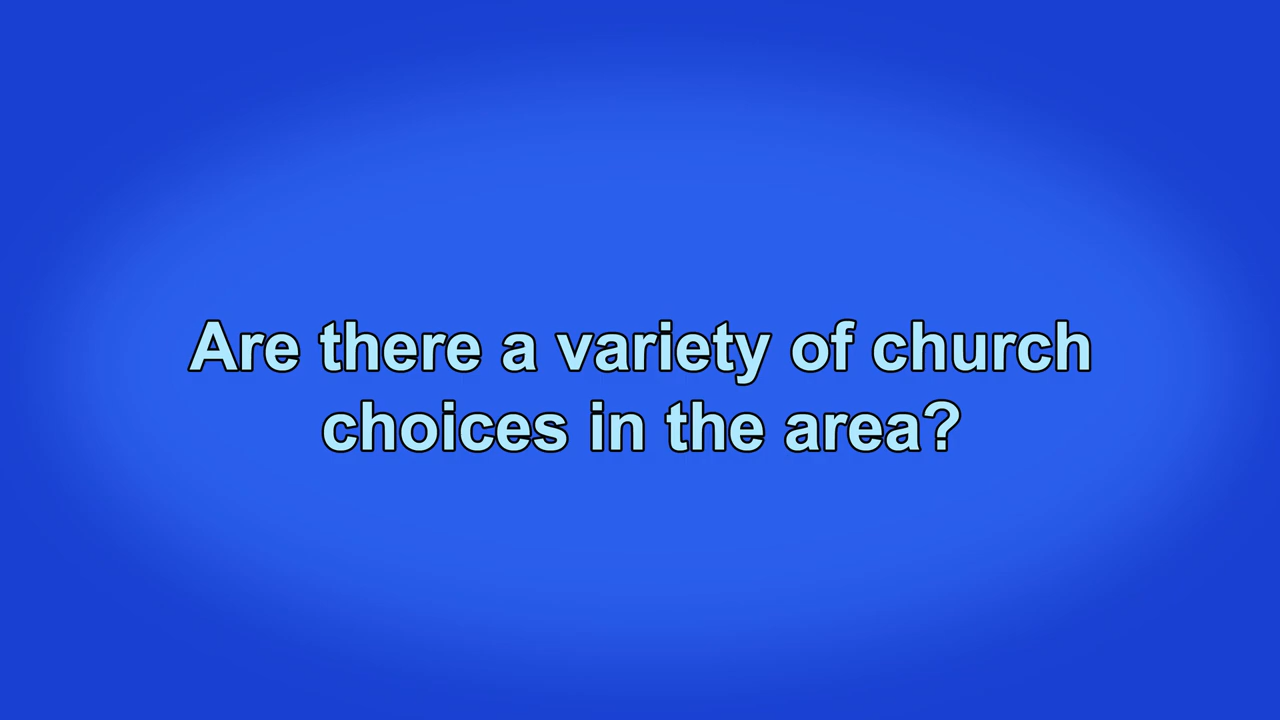 Are there a variety of church
choices in the area?